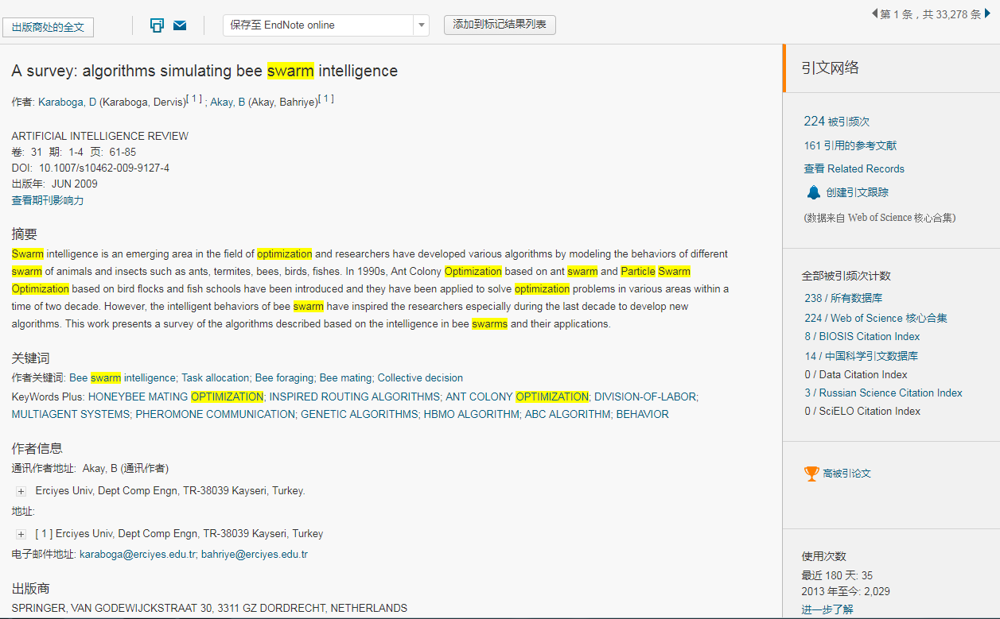 出版商处的全文
保存至 EndNote online
添加到标记结果列表
第 1 条，共 33,278 条
A survey: algorithms simulating bee swarm intelligence
作者: Karaboga, D (Karaboga, Dervis)[ 1 ] ; Akay, B (Akay, Bahriye)[ 1 ]
ARTIFICIAL INTELLIGENCE REVIEW
卷: 31 期: 1-4 页: 61-85
DOI: 10.1007/s10462-009-9127-4
出版年: JUN 2009
查看期刊影响力
摘要
Swarm intelligence is an emerging area in the field of optimization and researchers have developed various algorithms by modeling the behaviors of different
swarm of animals and insects such as ants, termites, bees, birds, fishes. In 1990s, Ant Colony Optimization based on ant swarm and Particle Swarm
Optimization based on bird flocks and fish schools have been introduced and they have been applied to solve optimization problems in various areas within a
time of two decade. However, the intelligent behaviors of bee swarm have inspired the researchers especially during the last decade to develop new
algorithms. This work presents a survey of the algorithms described based on the intelligence in bee swarms and their applications.
关键词
作者关键词: Bee swarm intelligence; Task allocation; Bee foraging; Bee mating; Collective decision
KeyWords Plus: HONEYBEE MATING OPTIMIZATION; INSPIRED ROUTING ALGORITHMS; ANT COLONY OPTIMIZATION; DIVISION-OF-LABOR;
MULTIAGENT SYSTEMS; PHEROMONE COMMUNICATION; GENETIC ALGORITHMS; HBMO ALGORITHM; ABC ALGORITHM; BEHAVIOR
作者信息
通讯作者地址: Akay, B (通讯作者)
Erciyes Univ, Dept Comp Engn, TR-38039 Kayseri, Turkey.
地址:
[ 1 ] Erciyes Univ, Dept Comp Engn, TR-38039 Kayseri, Turkey
电子邮件地址: karaboga@erciyes.edu.tr; bahriye@erciyes.edu.tr
出版商
SPRINGER, VAN GODEWIJCKSTRAAT 30, 3311 GZ DORDRECHT, NETHERLANDS
引文网络
224 被引频次
161 引用的参考文献
查看 Related Records
创建引文跟踪
(数据来自 Web of Science 核心合集)
全部被引频次计数
238 / 所有数据库
224 / Web of Science 核心合集
8 / BIOSIS Citation Index
14 / 中国科学引文数据库
0 / Data Citation Index
3 / Russian Science Citation Index
0 / SciELO Citation Index
高被引论文
使用次数
最近 180 天: 35
2013 年至今: 2,029
进一步了解